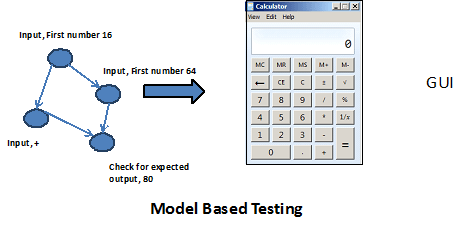 Input, First number 16
Input, First number 64
Input, +
Check for expected
output, 80
Calculator
View Edit Help
0
MC MR MS M+ M-
← CE C ± √
7 8 9 / %
4 5 6 * 1/x
1 2 3 - =
0 . +
GUI
Model Based Testing